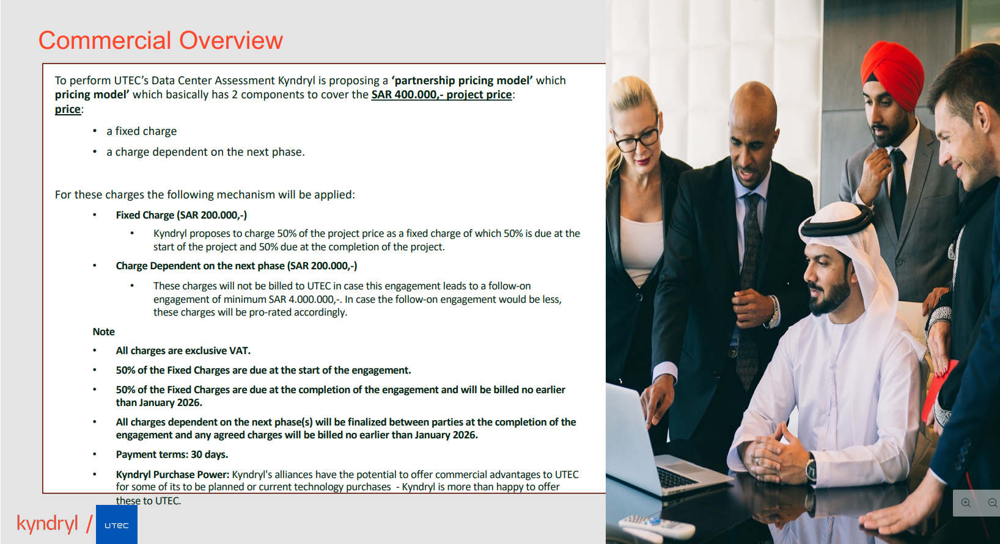 Commercial Overview
To perform UTEC’s Data Center Assessment Kyndryl is proposing a ‘partnership pricing model’ which
pricing model’ which basically has 2 components to cover the SAR 400.000,- project price:
price:
• a fixed charge
• a charge dependent on the next phase.
For these charges the following mechanism will be applied:
• Fixed Charge (SAR 200.000,-)
• Kyndryl proposes to charge 50% of the project price as a fixed charge of which 50% is due at the
start of the project and 50% due at the completion of the project.
• Charge Dependent on the next phase (SAR 200.000,-)
• These charges will not be billed to UTEC in case this engagement leads to a follow-on
engagement of minimum SAR 4.000.000,-. In case the follow-on engagement would be less,
these charges will be pro-rated accordingly.
Note
• All charges are exclusive VAT.
• 50% of the Fixed Charges are due at the start of the engagement.
• 50% of the Fixed Charges are due at the completion of the engagement and will be billed no earlier
than January 2026.
• All charges dependent on the next phase(s) will be finalized between parties at the completion of the
engagement and any agreed charges will be billed no earlier than January 2026.
• Payment terms: 30 days.
• Kyndryl Purchase Power: Kyndryl's alliances have the potential to offer commercial advantages to UTEC
for some of its to be planned or current technology purchases - Kyndryl is more than happy to offer
these to UTEC.
kyndryl /
UTEC